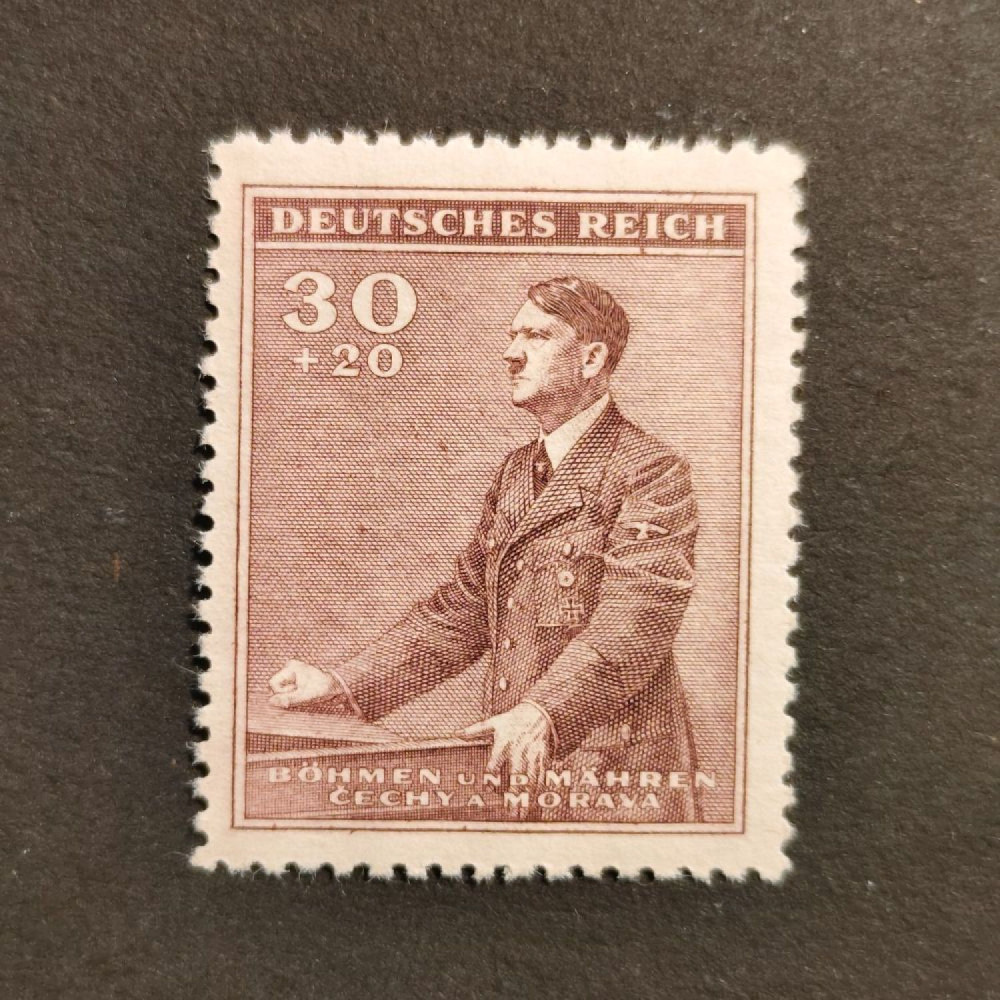 DEUTSCHES REICH
30
+ 20
BÖHMEN UND MÄHREN
ČECHY A MORAVA